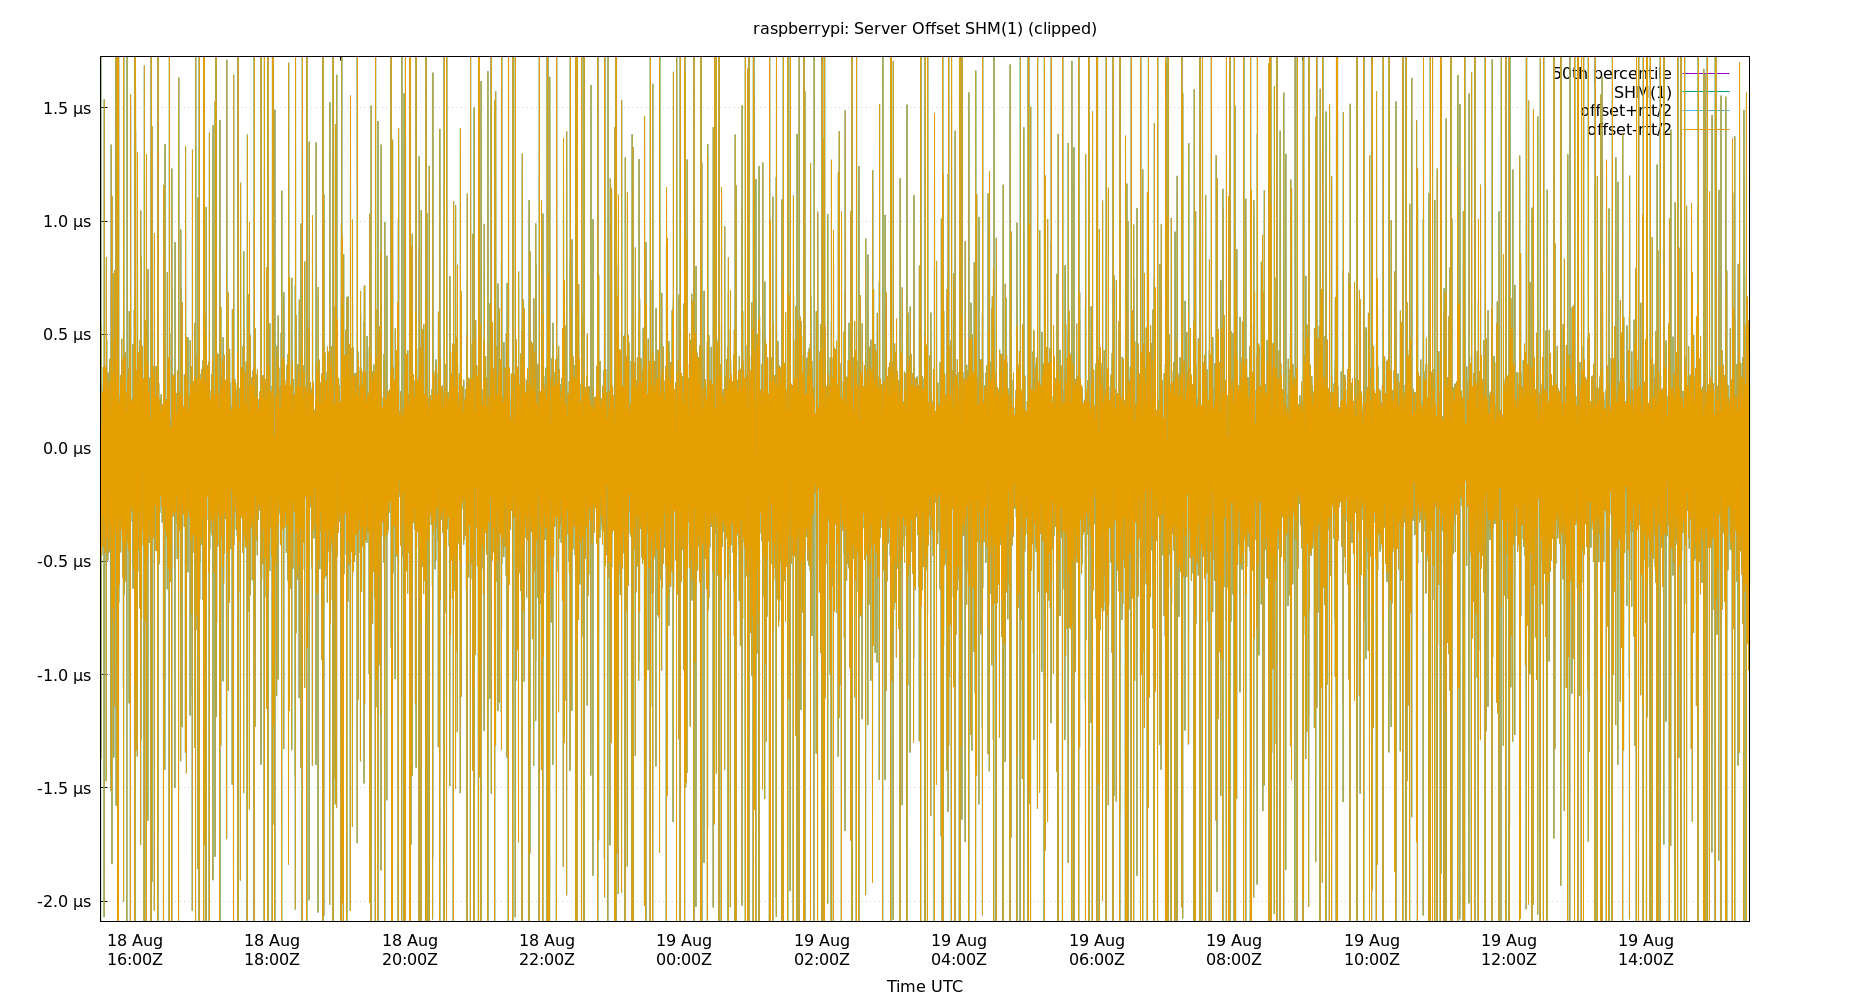 raspberrypi: Server Offset SHM(1) (clipped)
50th percentile
SHM(1)
offset+rtt/2
offset-rtt/2
1.5 µs
1.0 µs
0.5 µs
0.0 µs
-0.5 µs
-1.0 µs
-1.5 µs
-2.0 µs
18 Aug 18 Aug 18 Aug 18 Aug 19 Aug 19 Aug 19 Aug 19 Aug 19 Aug 19 Aug 19 Aug 19 Aug
16:00Z 18:00Z 20:00Z 22:00Z 00:00Z 02:00Z 04:00Z 06:00Z 08:00Z 10:00Z 12:00Z 14:00Z
Time UTC